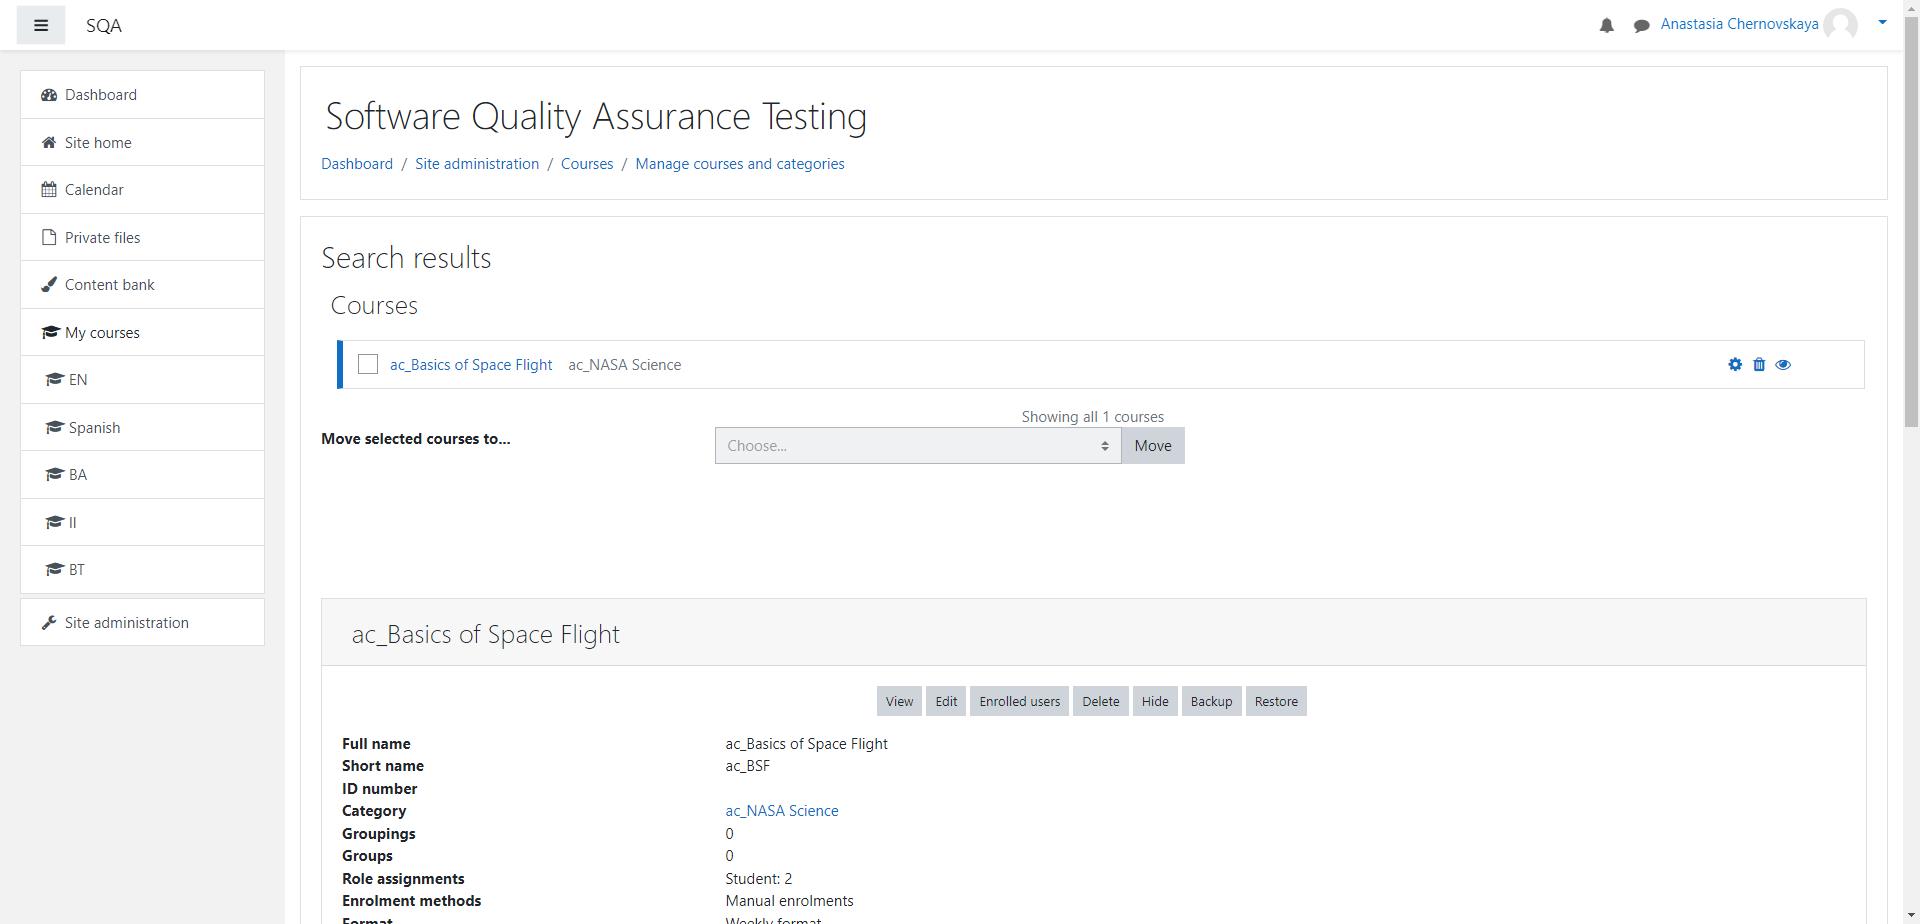 SQA
Anastasia Chernovskaya
Dashboard
Site home
Calendar
Private files
Content bank
My courses
EN
Spanish
BA
II
BT
Site administration
Software Quality Assurance Testing
Dashboard / Site administration / Courses / Manage courses and categories
Search results
Courses
ac_Basics of Space Flight ac_NASA Science
Showing all 1 courses
Move selected courses to...
Choose... Move
ac_Basics of Space Flight
View Edit Enrolled users Delete Hide Backup Restore
Full name ac_Basics of Space Flight
Short name ac_BSF
ID number
Category ac_NASA Science
Groupings 0
Groups 0
Role assignments Student: 2
Enrolment methods Manual enrolments
Format Weekly format